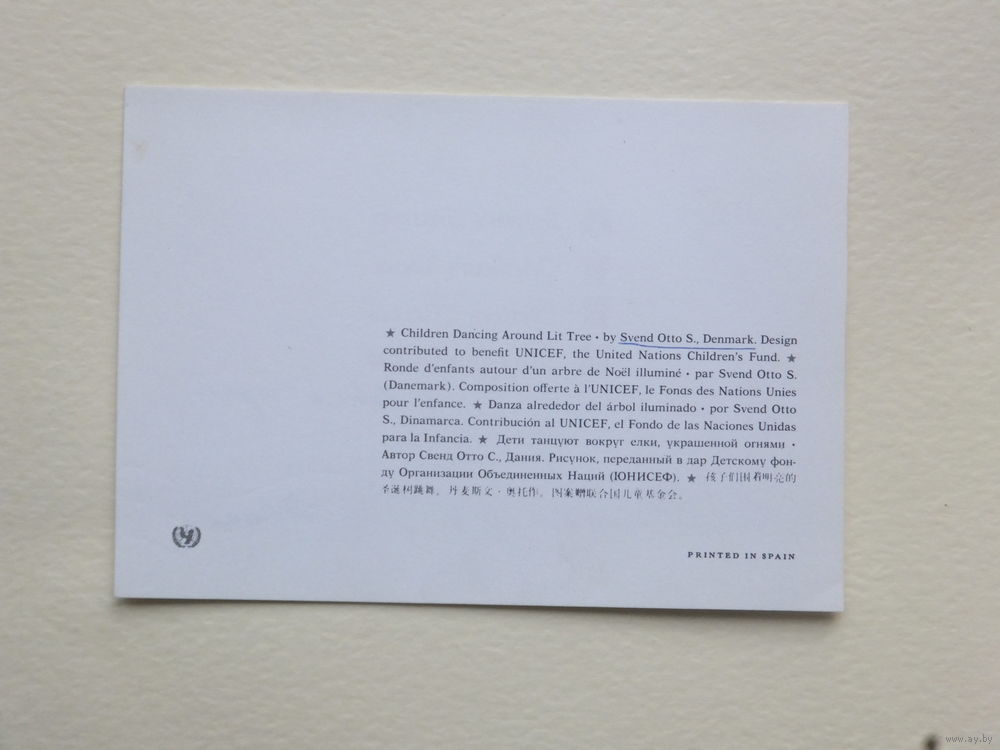 ★ Children Dancing Around Lit Tree • by Svend Otto S., Denmark. Design
contributed to benefit UNICEF, the United Nations Children's Fund. ★
Ronde d'enfants autour d'un arbre de Noël illuminé • par Svend Otto S.
(Danemark). Composition offerte à l'UNICEF, le Fonds des Nations Unies
pour l'enfance. ★ Danza alrededor del árbol iluminado • por Svend Otto
S., Dinamarca. Contribución al UNICEF, el Fondo de las Naciones Unidas
para la Infancia. ★ Дети танцуют вокруг елки, украшенной огнями •
Автор Свенд Отто С., Дания. Рисунок, переданный в дар Детскому фон-
ду Организации Объединенных Наций (ЮНИСЕФ). ★ 孩子们围着明亮的
圣诞树跳舞。丹麦斯文·奥托作。图案赠联合国儿童基金会。
PRINTED IN SPAIN
www.ay.by